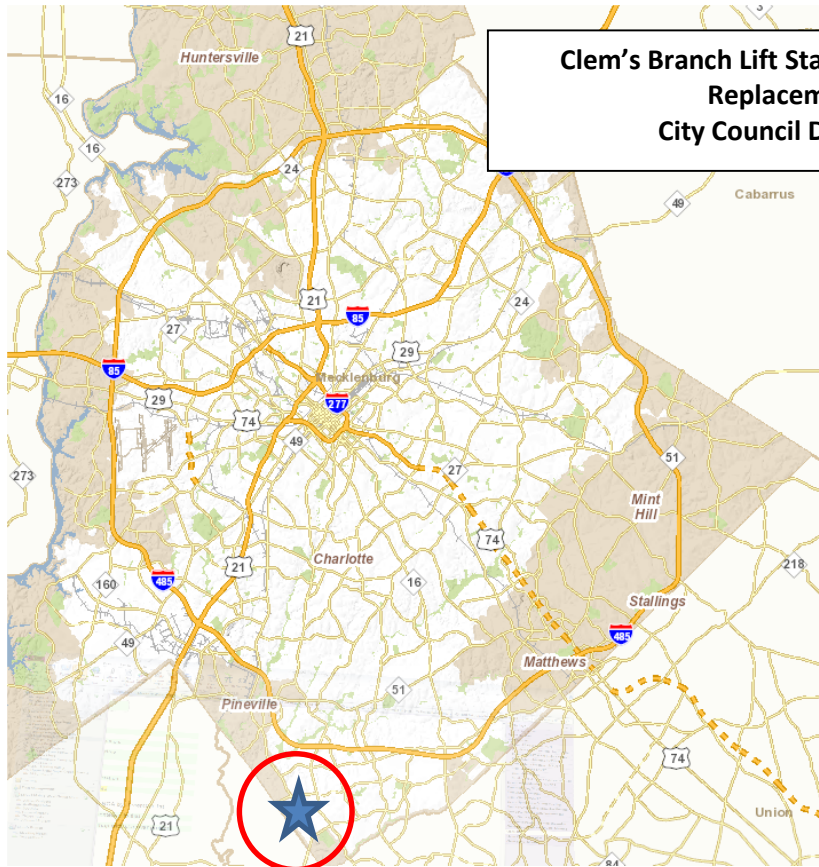 3
21
Huntersville
Clem's Branch Lift Sta
Replacem
City Council D
16
16
24
273
Cabarrus
49
21
24
85
27
29
85
Mecklenburg
29
277
74
49
51
27
273
Mint
Hill
74
21
Charlotte
218
485
160
16
Stallings
49
485
Matthews
51
Pineville
74
21
Union
84